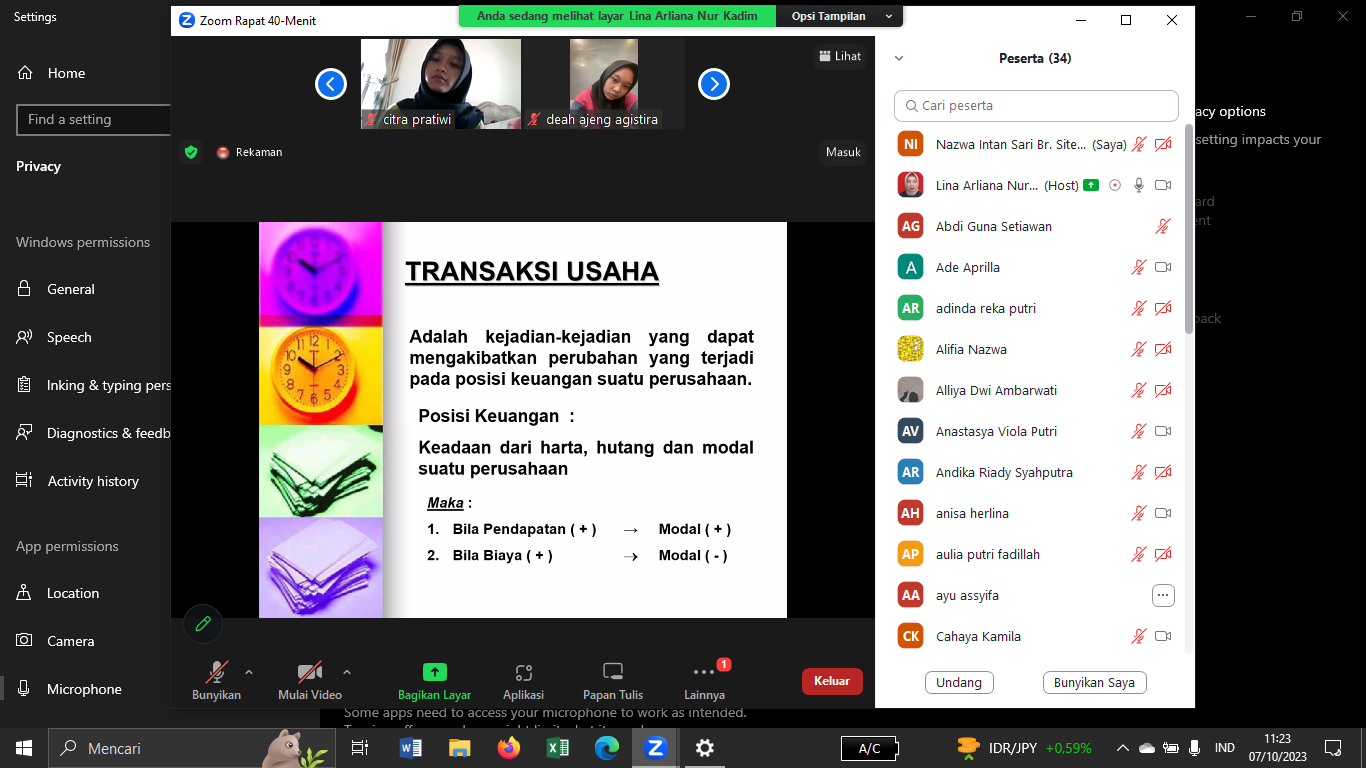 Settings
Home
Find a setting
Privacy
Windows permissions
General
Speech
Inking & typing pers
Diagnostics & feedb
Activity history
App permissions
Location
Camera
Microphone
Zoom Rapat 40-Menit
Anda sedang melihat layar Lina Arliana Nur Kadim
Opsi Tampilan
Lihat
citra pratiwi
deah ajeng agistira
Rekaman
Masuk
TRANSAKSI USAHA
Adalah kejadian-kejadian yang dapat
mengakibatkan perubahan yang terjadi
pada posisi keuangan suatu perusahaan.
Posisi Keuangan :
Keadaan dari harta, hutang dan modal
suatu perusahaan
Maka :
1. Bila Pendapatan ( + ) → Modal ( + )
2. Bila Biaya ( + ) → Modal ( - )
Bunyikan
Mulai Video
Bagikan Layar
Aplikasi
Papan Tulis
1
Lainnya
Keluar
Peserta (34)
Cari peserta
NI Nazwa Intan Sari Br. Site... (Saya)
Lina Arliana Nur... (Host)
AG Abdi Guna Setiawan
A Ade Aprilla
AR adinda reka putri
Alifia Nazwa
Alliya Dwi Ambarwati
AV Anastasya Viola Putri
AR Andika Riady Syahputra
AH anisa herlina
AP aulia putri fadillah
AA ayu assyifa
CK Cahaya Kamila
Undang
Bunyikan Saya
acy options
setting impacts your
ard
ent
back
Some apps need to access your microphone to work as intended.
Mencari
A/C
IDR/JPY +0,59%
IND
11:23
07/10/2023